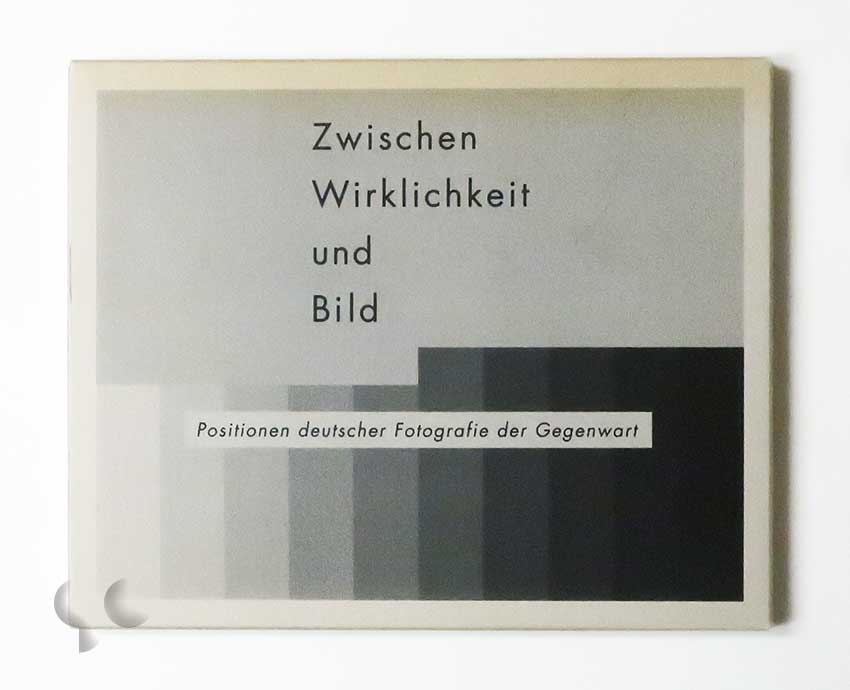 Zwischen
Wirklichkeit
und
Bild
Positionen deutscher Fotografie der Gegenwart